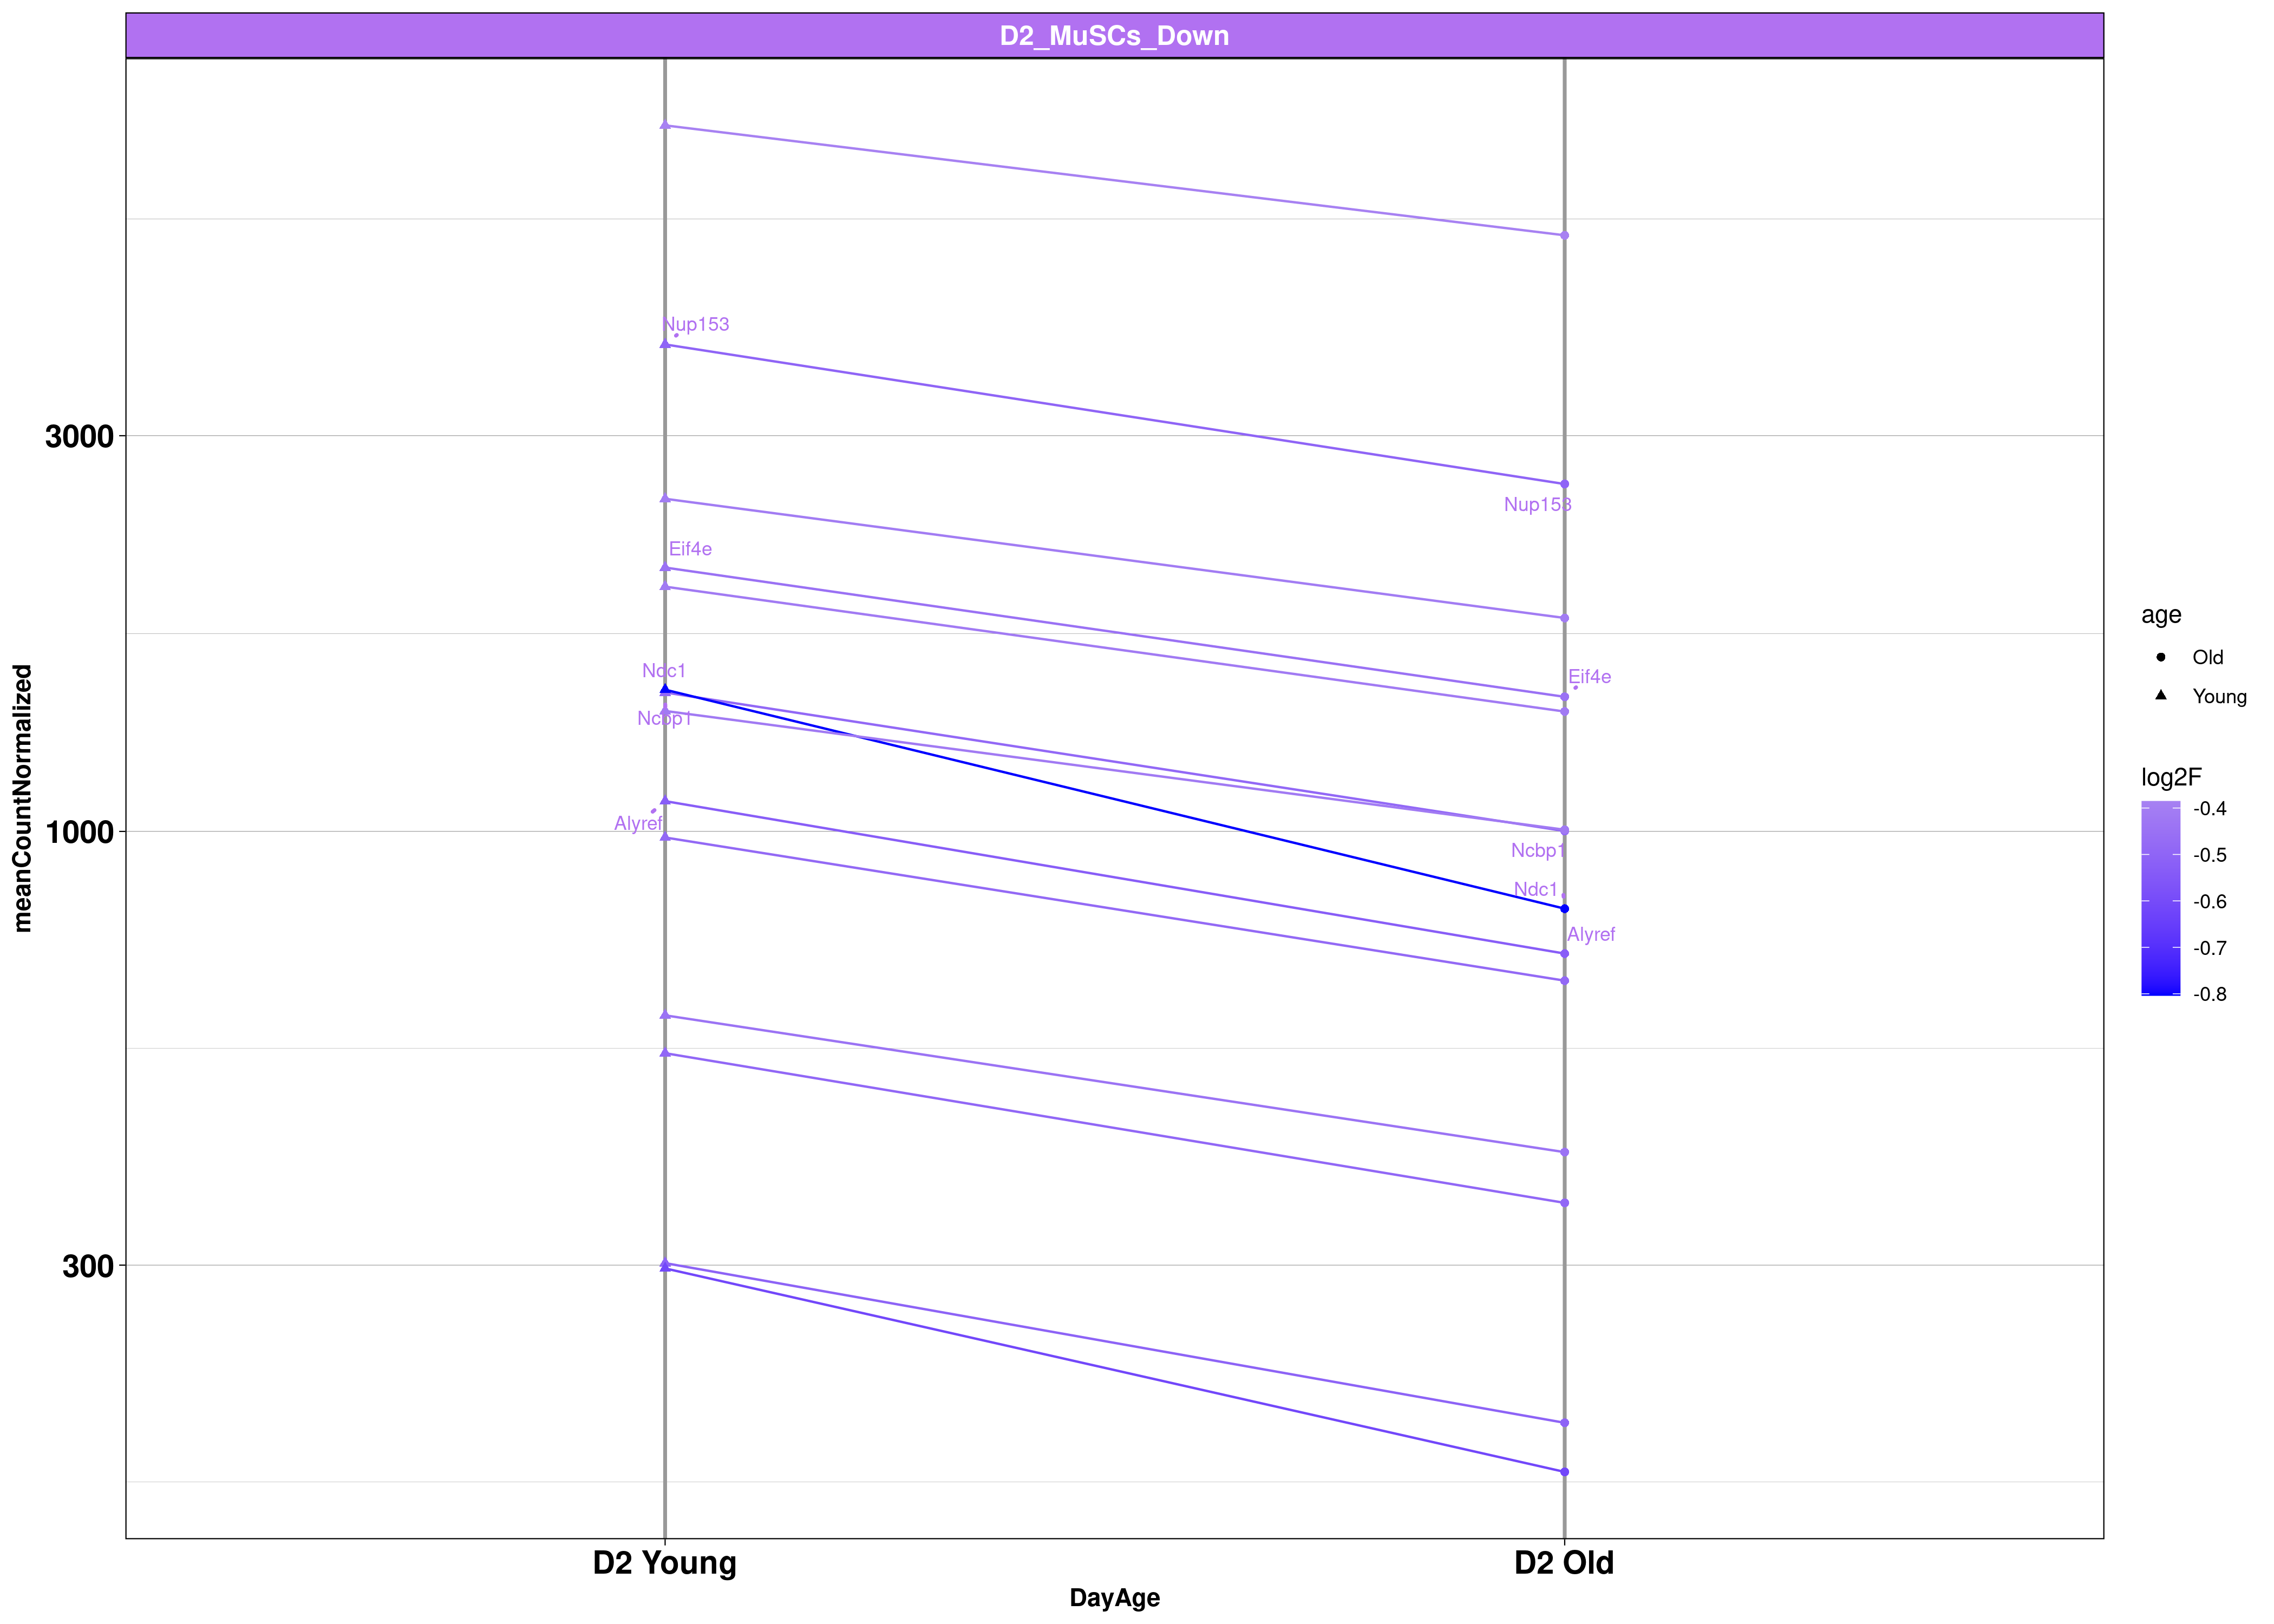 D2_MuSCs_Down
meanCountNormalized
3000
1000
300
Nup153
Nup153
Eif4e
Eif4e
Ndc1
Ncbp1
Alyref
Ncbp1
Ndc1
Alyref
D2 Young
D2 Old
DayAge
age
Old
Young
log2F
-0.4
-0.5
-0.6
-0.7
-0.8